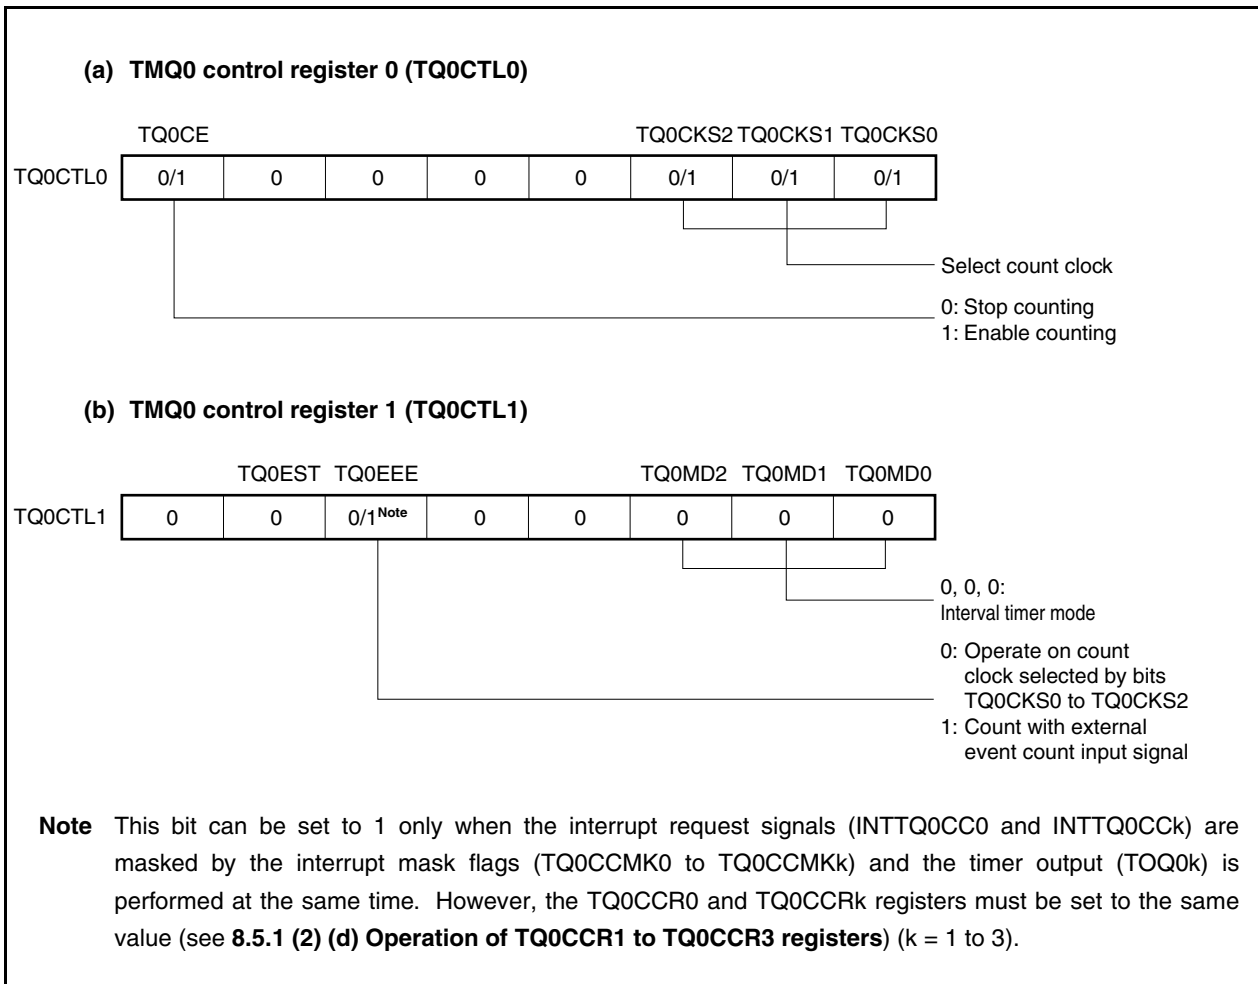 (a) TMQ0 control register 0 (TQ0CTL0)
TQ0CE TQ0CKS2 TQ0CKS1 TQ0CKS0
TQ0CTL0 0/1 0 0 0 0 0/1 0/1 0/1
Select count clock
0: Stop counting
1: Enable counting
(b) TMQ0 control register 1 (TQ0CTL1)
TQ0EST TQ0EEE TQ0MD2 TQ0MD1 TQ0MD0
TQ0CTL1 0 0 0/1Note 0 0 0 0 0
0, 0, 0:
Interval timer mode
0: Operate on count
clock selected by bits
TQ0CKS0 to TQ0CKS2
1: Count with external
event count input signal
Note This bit can be set to 1 only when the interrupt request signals (INTTQ0CC0 and INTTQ0CCk) are
masked by the interrupt mask flags (TQ0CCMK0 to TQ0CCMKk) and the timer output (TOQ0k) is
performed at the same time. However, the TQ0CCR0 and TQ0CCRk registers must be set to the same
value (see 8.5.1 (2) (d) Operation of TQ0CCR1 to TQ0CCR3 registers) (k = 1 to 3).